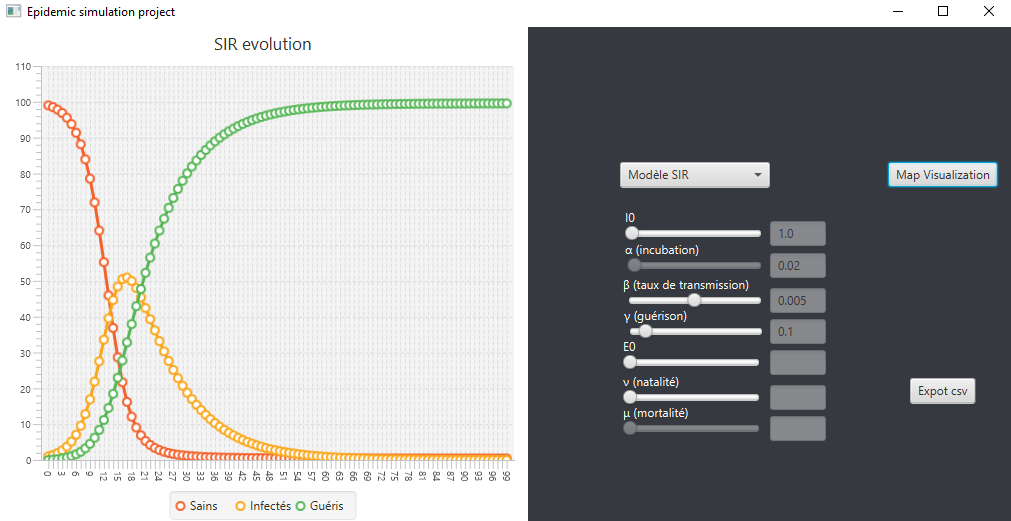 Epidemic simulation project
SIR evolution
110
100
90
80
70
60
50
40
30
20
10
0
0 3 6 9 12 15 18 21 24 27 30 33 36 39 42 45 48 51 54 57 60 63 66 69 72 75 78 81 84 87 90 93 96 99
Sains Infectés Guéris
Modèle SIR
Map Visualization
I0
1.0
α (incubation)
0.02
β (taux de transmission)
0.005
γ (guérison)
0.1
E0
ν (natalité)
Expot csv
μ (mortalité)